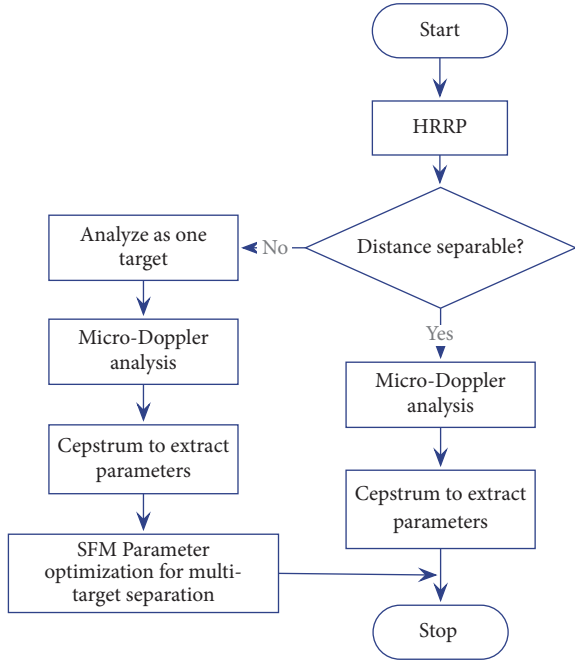 Start
HRRP
Distance separable?
No
Yes
Analyze as one
target
Micro-Doppler
analysis
Cepstrum to extract
parameters
SFM Parameter
optimization for multi-
target separation
Micro-Doppler
analysis
Cepstrum to extract
parameters
Stop